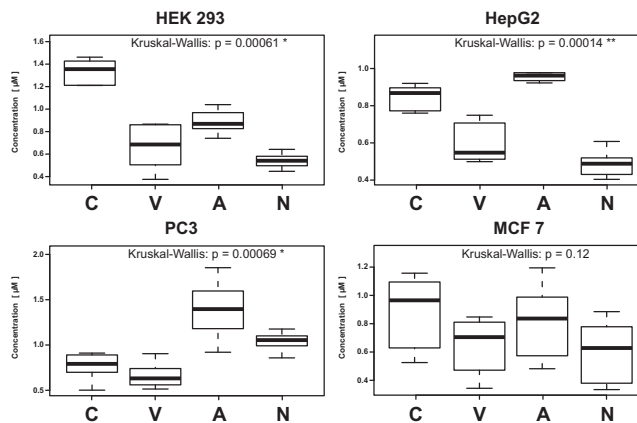 HEK 293
Kruskal-Wallis: p = 0.00061 *
Concentration [ µM ]
1.6
1.4
1.2
1.0
0.8
0.6
0.4
C V A N
HepG2
Kruskal-Wallis: p = 0.00014 **
Concentration [ µM ]
1.0
0.8
0.6
0.4
C V A N
PC3
Kruskal-Wallis: p = 0.00069 *
Concentration [ µM ]
2.0
1.5
1.0
0.5
C V A N
MCF 7
Kruskal-Wallis: p = 0.12
Concentration [ µM ]
1.2
1.0
0.8
0.6
0.4
C V A N